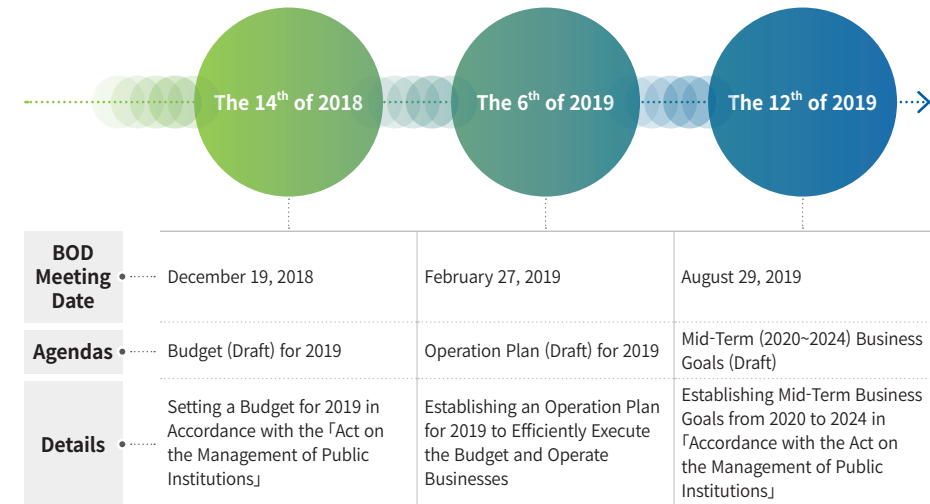 The 14th of 2018
The 6th of 2019
The 12th of 2019
BOD
Meeting
Date
December 19, 2018
February 27, 2019
August 29, 2019
Agendas
Budget (Draft) for 2019
Operation Plan (Draft) for 2019
Mid-Term (2020~2024) Business
Goals (Draft)
Details
Setting a Budget for 2019 in
Accordance with the「Act on
the Management of Public
Institutions」
Establishing an Operation Plan
for 2019 to Efficiently Execute
the Budget and Operate
Businesses
Establishing Mid-Term Business
Goals from 2020 to 2024 in
「Accordance with the Act on
the Management of Public
Institutions」